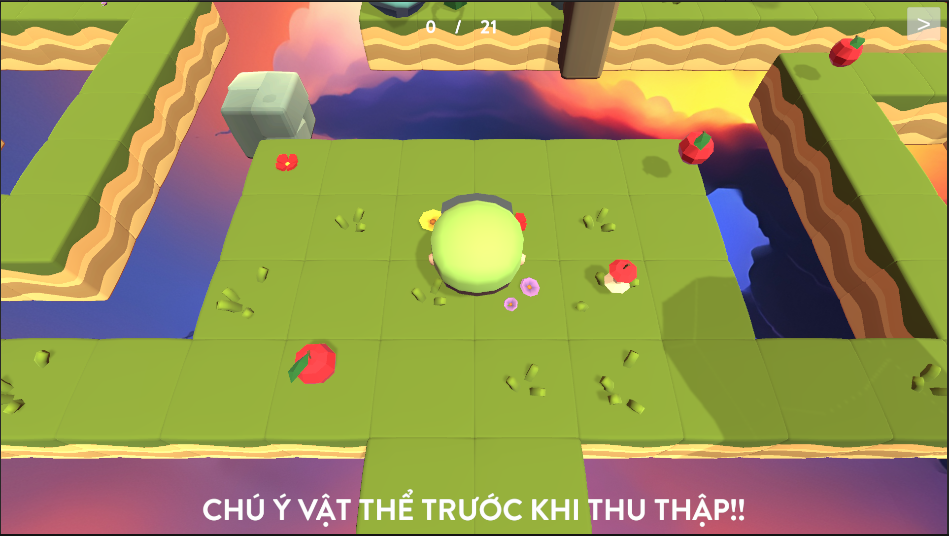 0 / 21
>
CHÚ Ý VẬT THỂ TRƯỚC KHI THU THẬP!!